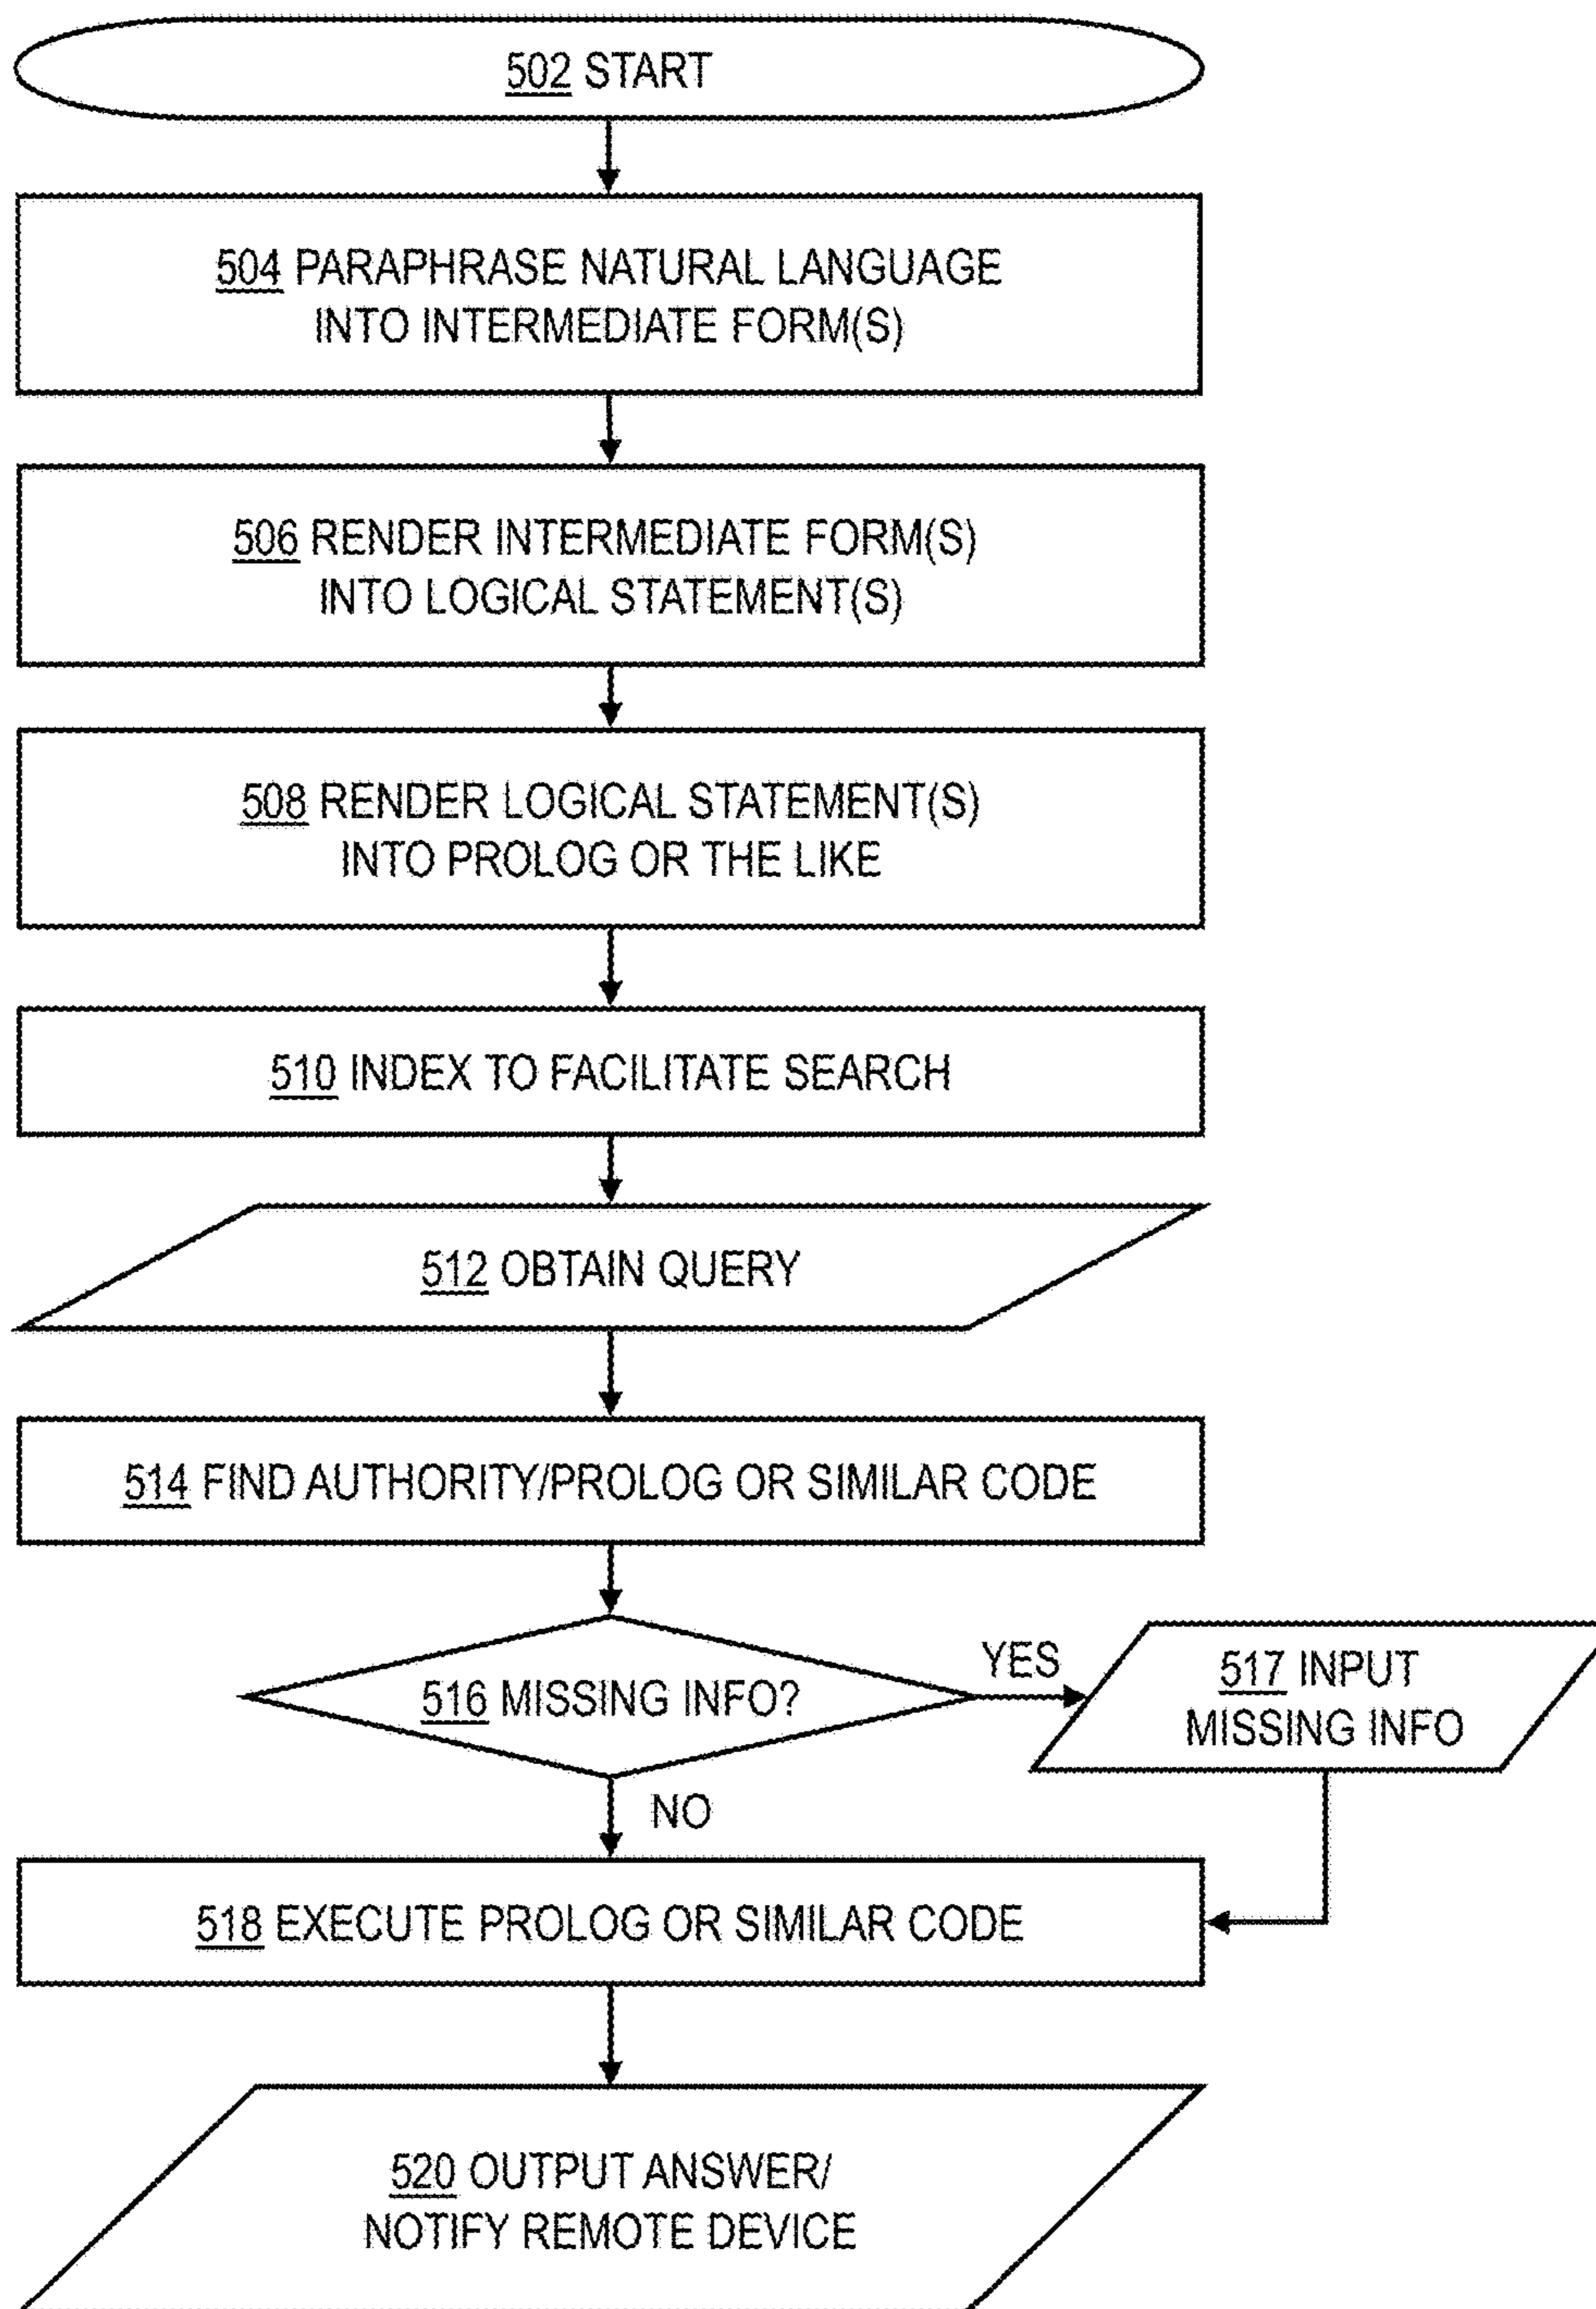 502 START
504 PARAPHRASE NATURAL LANGUAGE
INTO INTERMEDIATE FORM(S)
506 RENDER INTERMEDIATE FORM(S)
INTO LOGICAL STATEMENT(S)
508 RENDER LOGICAL STATEMENT(S)
INTO PROLOG OR THE LIKE
510 INDEX TO FACILITATE SEARCH
512 OBTAIN QUERY
514 FIND AUTHORITY/PROLOG OR SIMILAR CODE
516 MISSING INFO?
YES
517 INPUT
MISSING INFO
NO
518 EXECUTE PROLOG OR SIMILAR CODE
520 OUTPUT ANSWER/
NOTIFY REMOTE DEVICE